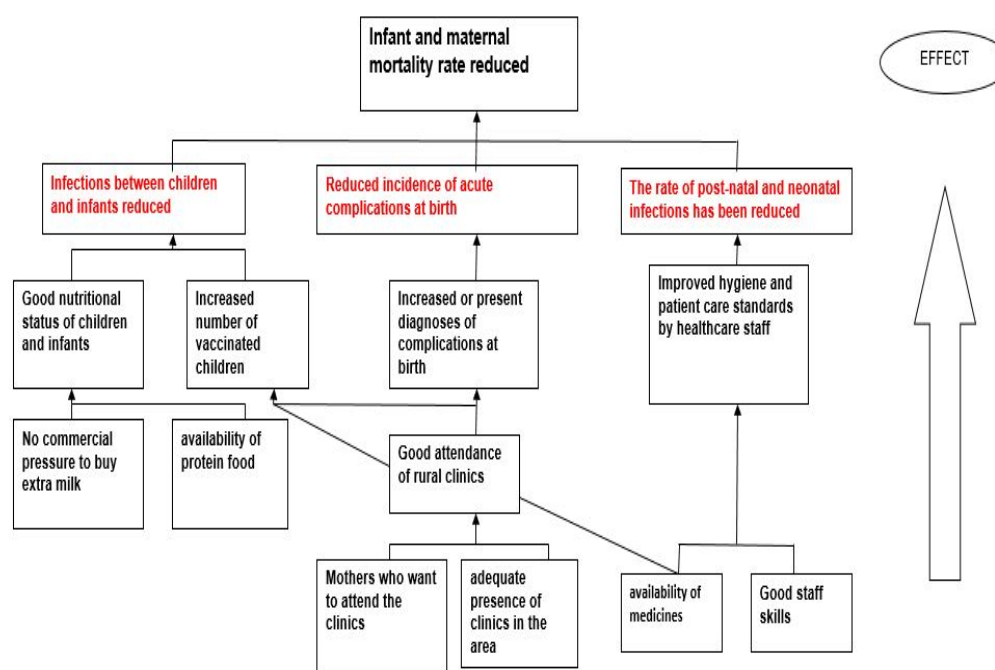 Infant and maternal
mortality rate reduced
EFFECT
Infections between children
and infants reduced
Reduced incidence of acute
complications at birth
The rate of post-natal and neonatal
infections has been reduced
Good nutritional
status of children
and infants
Increased
number of
vaccinated
children
Increased or present
diagnoses of
complications at
birth
Improved hygiene and
patient care standards
by healthcare staff
No commercial
pressure to buy
extra milk
availability of
protein food
Good attendance
of rural clinics
Mothers who want
to attend the
clinics
adequate
presence of
clinics in the
area
availability of
medicines
Good staff
skills